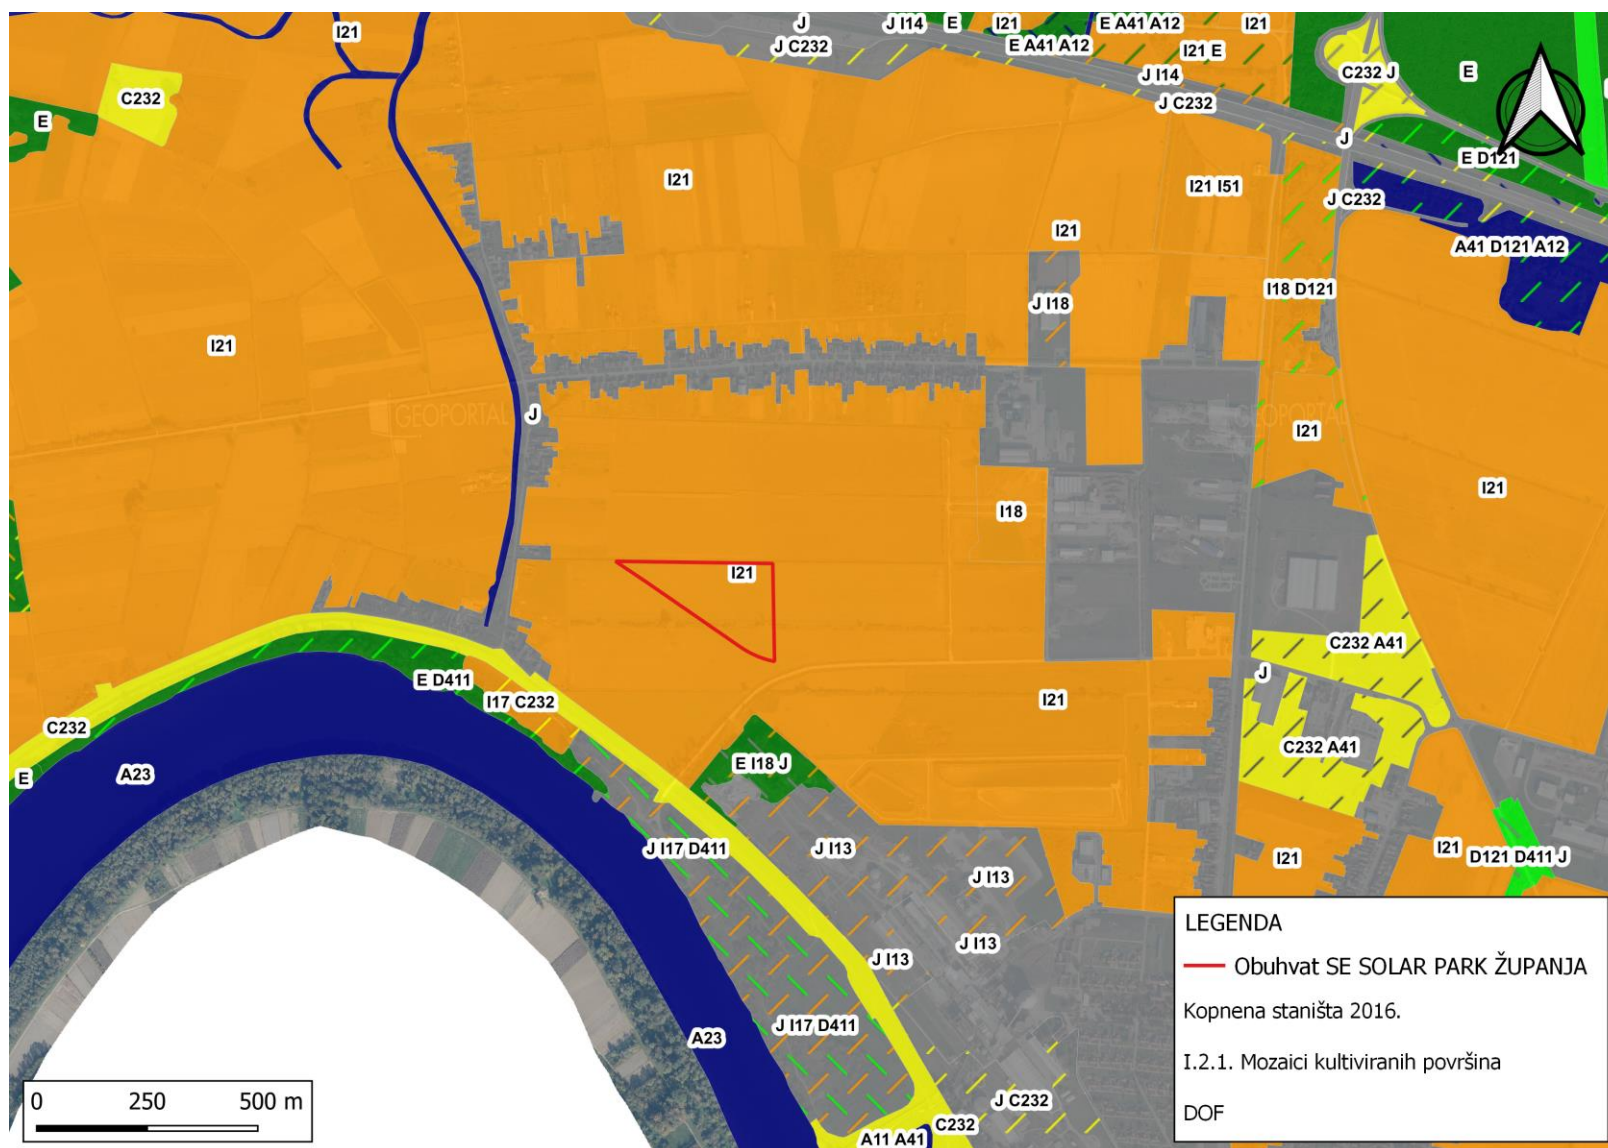 I21
J
J I14
E
I21
E A41 A12
I21
J C232
E A41 A12
I21 E
C232 J
E
J I14
C232
J C232
E
J
E D121
I21
I21 I51
J C232
I21
A41 D121 A12
I18 D121
J I18
I21
GEOPORTAL
J
GEOPORTAL
I21
I21
I18
I21
C232 A41
E D411
J
I17 C232
I21
C232
C232 A41
E I18 J
A23
E
J I17 D411
J I13
I21
I21
D121 D411 J
J I13
J I13
J I13
J I17 D411
A23
J C232
C232
A11 A41
0 250 500 m
LEGENDA
Obuhvat SE SOLAR PARK ŽUPANJA
Kopnena staništa 2016.
I.2.1. Mozaici kultiviranih površina
DOF